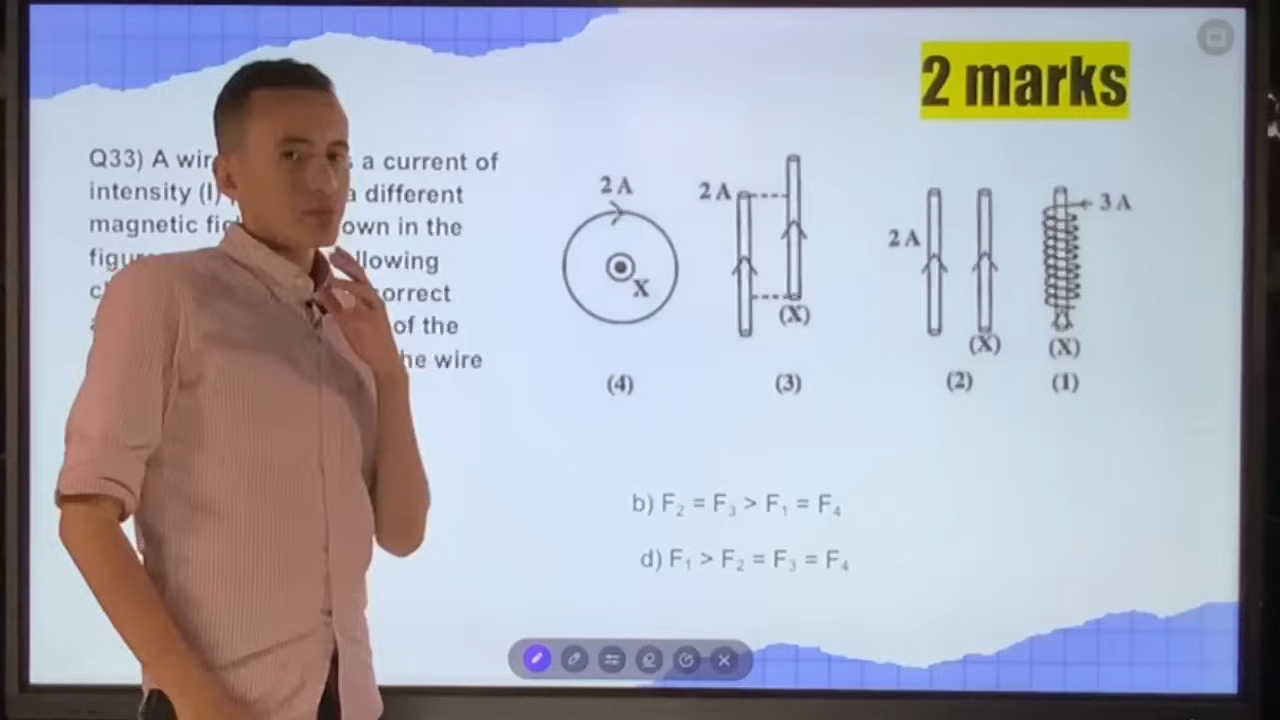 2 marks
Q33) A wir a current of
intensity (I) a different
magnetic fi own in the
figu llowing
c orrect
of the
he wire
2 A
X
(4)
2 A
(X)
(3)
2 A
(X)
(2)
3 A
(X)
(1)
b) F₂ = F₃ > F₁ = F₄
d) F₁ > F₂ = F₃ = F₄